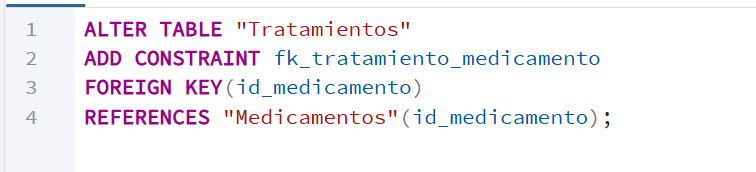 1 ALTER TABLE "Tratamientos"
2 ADD CONSTRAINT fk_tratamiento_medicamento
3 FOREIGN KEY(id_medicamento)
4 REFERENCES "Medicamentos"(id_medicamento);